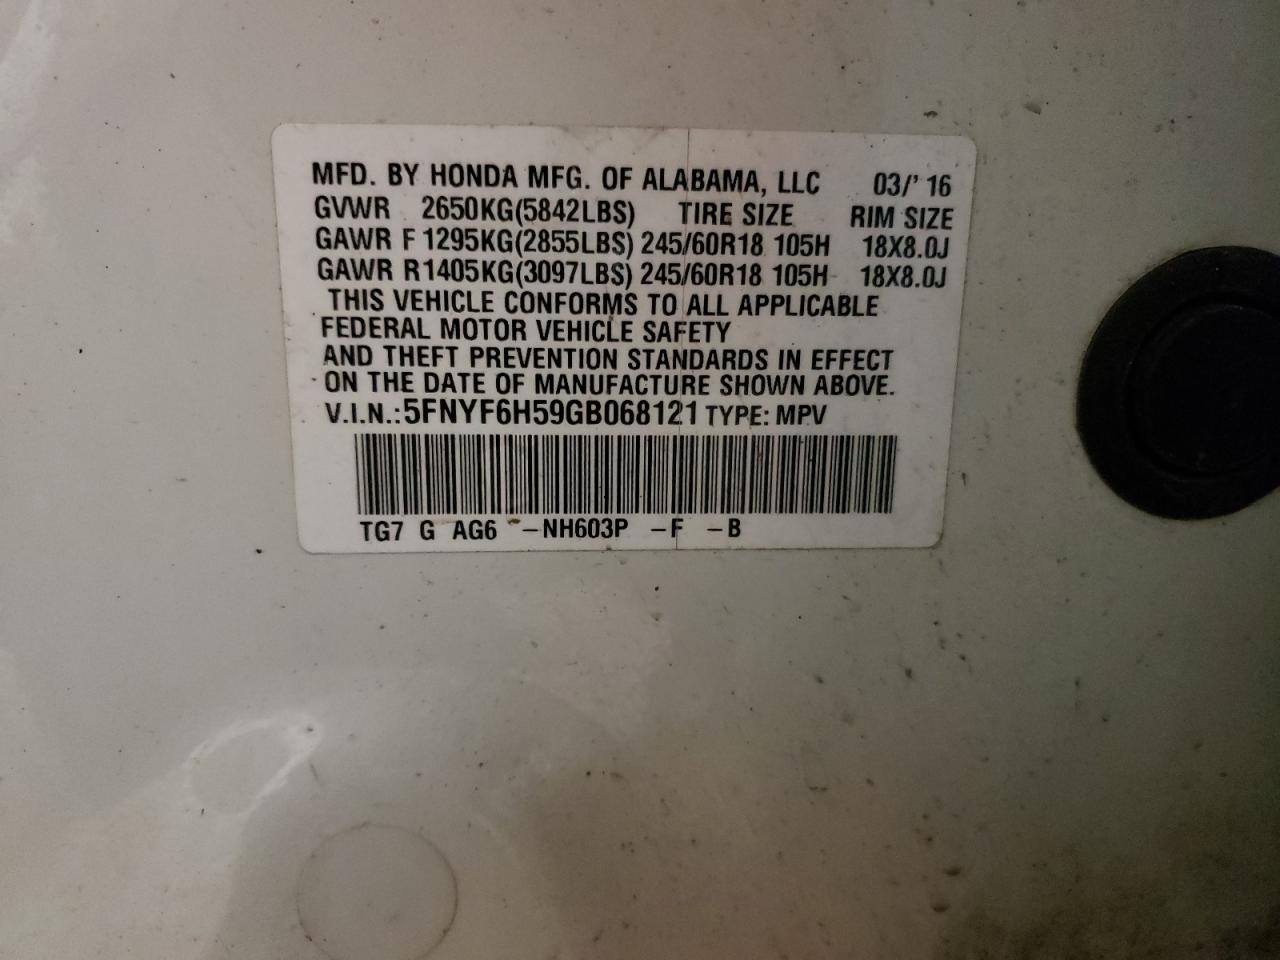 MFD. BY HONDA MFG. OF ALABAMA, LLC 03/' 16
GVWR 2650KG(5842LBS) TIRE SIZE RIM SIZE
GAWR F 1295KG(2855LBS) 245/60R18 105H 18X8.0J
GAWR R1405KG(3097LBS) 245/60R18 105H 18X8.0J
THIS VEHICLE CONFORMS TO ALL APPLICABLE
FEDERAL MOTOR VEHICLE SAFETY
AND THEFT PREVENTION STANDARDS IN EFFECT
ON THE DATE OF MANUFACTURE SHOWN ABOVE.
V.I.N.:5FNYF6H59GB068121 TYPE: MPV
TG7 G AG6 -NH603P -F -B